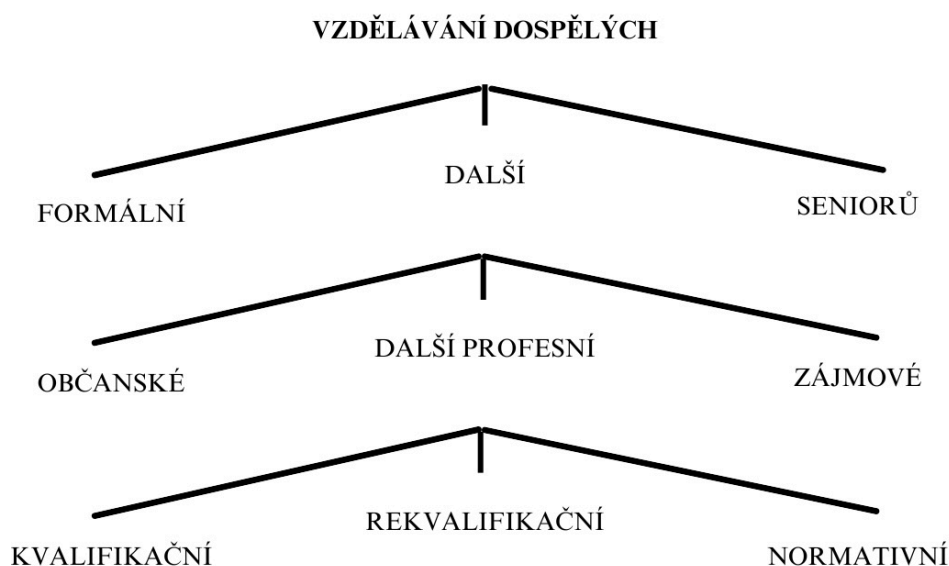 VZDĚLÁVÁNÍ DOSPĚLÝCH
FORMÁLNÍ
DALŠÍ
SENIORŮ
OBČANSKÉ
DALŠÍ PROFESNÍ
ZÁJMOVÉ
KVALIFIKAČNÍ
REKVALIFIKAČNÍ
NORMATIVNÍ